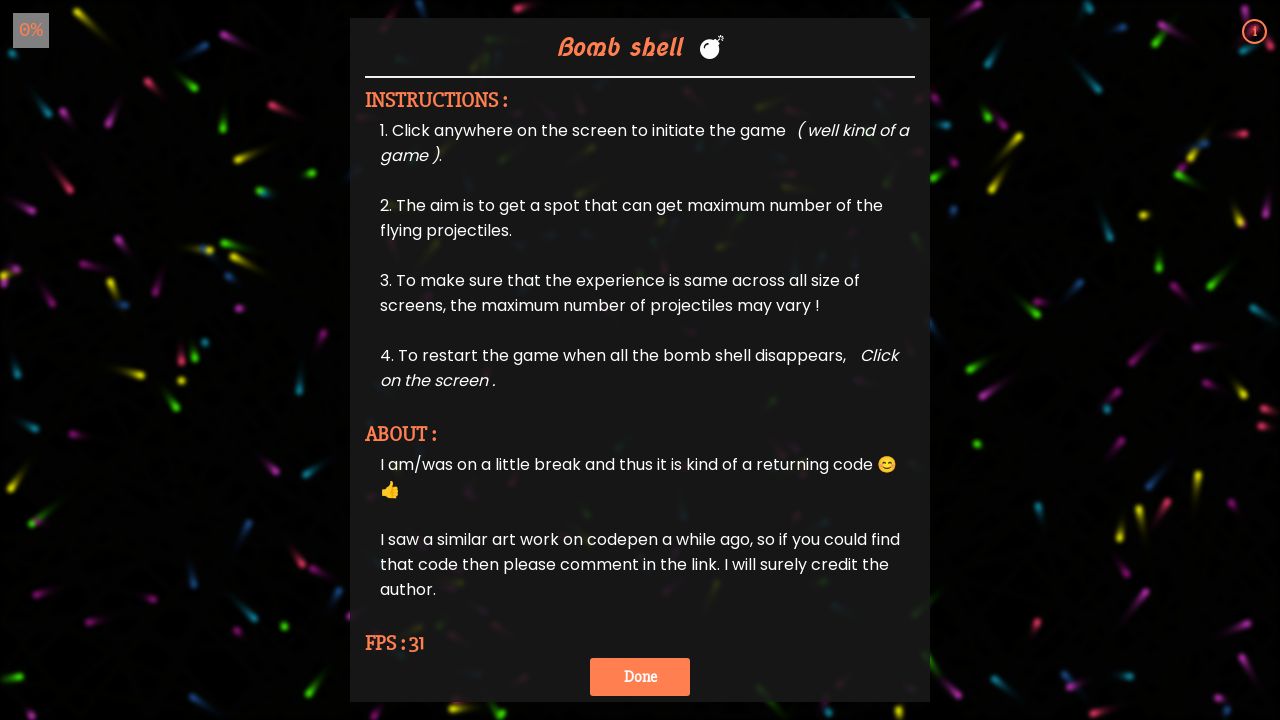 0%
Bomb shell 💣
1
INSTRUCTIONS :
1. Click anywhere on the screen to initiate the game ( well kind of a
game ).
2. The aim is to get a spot that can get maximum number of the
flying projectiles.
3. To make sure that the experience is same across all size of
screens, the maximum number of projectiles may vary !
4. To restart the game when all the bomb shell disappears, Click
on the screen .
ABOUT :
I am/was on a little break and thus it is kind of a returning code 😊
👍
I saw a similar art work on codepen a while ago, so if you could find
that code then please comment in the link. I will surely credit the
author.
FPS : 31
Done